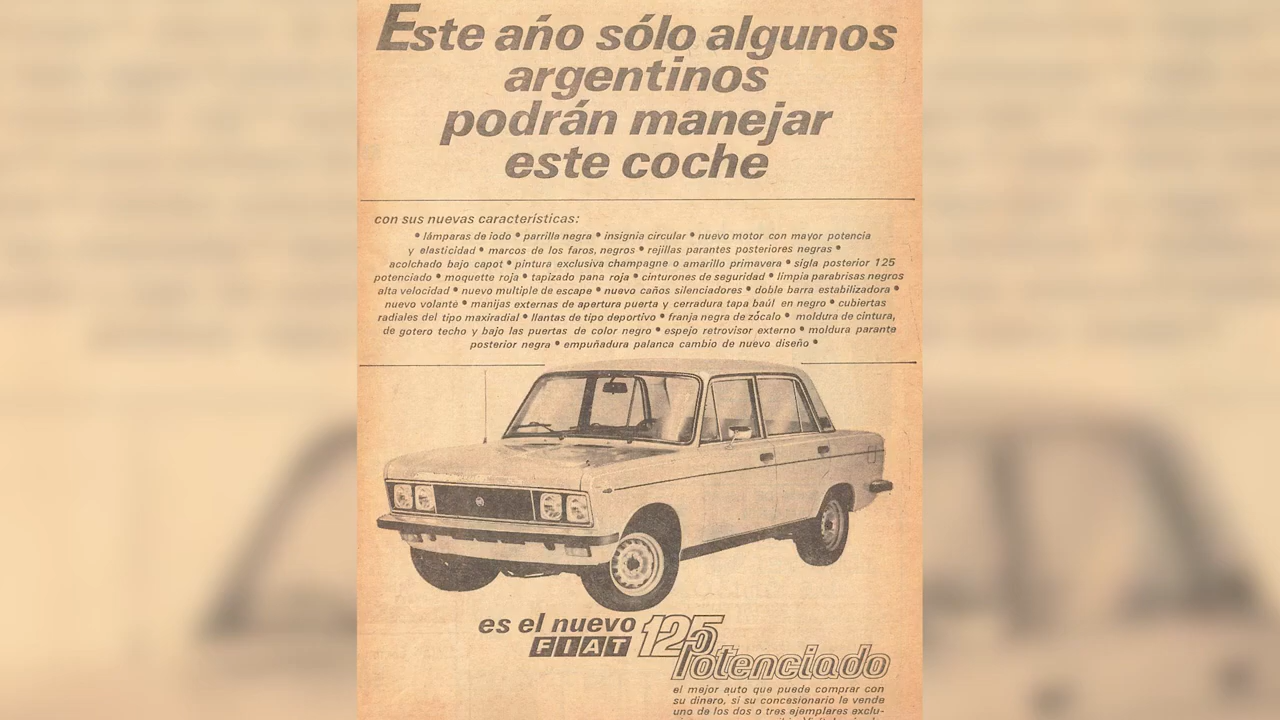 Este año sólo algunos
argentinos
podrán manejar
este coche
con sus nuevas características:
• lámparas de iodo • parrilla negra • insignia circular • nuevo motor con mayor potencia
y elasticidad • marcos de los faros, negros • rejillas parantes posteriores negras •
acolchado bajo capot • pintura exclusiva champagne o amarillo primavera • sigla posterior 125
potenciado • moquette roja • tapizado pana roja • cinturones de seguridad • limpia parabrisas negros
alta velocidad • nuevo multiple de escape • nuevo caños silenciadores • doble barra estabilizadora •
nuevo volante • manijas externas de apertura puerta y cerradura tapa baúl en negro • cubiertas
radiales del tipo maxiradial • llantas de tipo deportivo • franja negra de zócalo • moldura de cintura,
de gotero techo y bajo las puertas de color negro • espejo retrovisor externo • moldura parante
posterior negra • empuñadura palanca cambio de nuevo diseño •
es el nuevo
FIAT 125
Potenciado
el mejor auto que puede comprar con
su dinero, si su concesionario le vende
uno de los dos o tres ejemplares exclu-